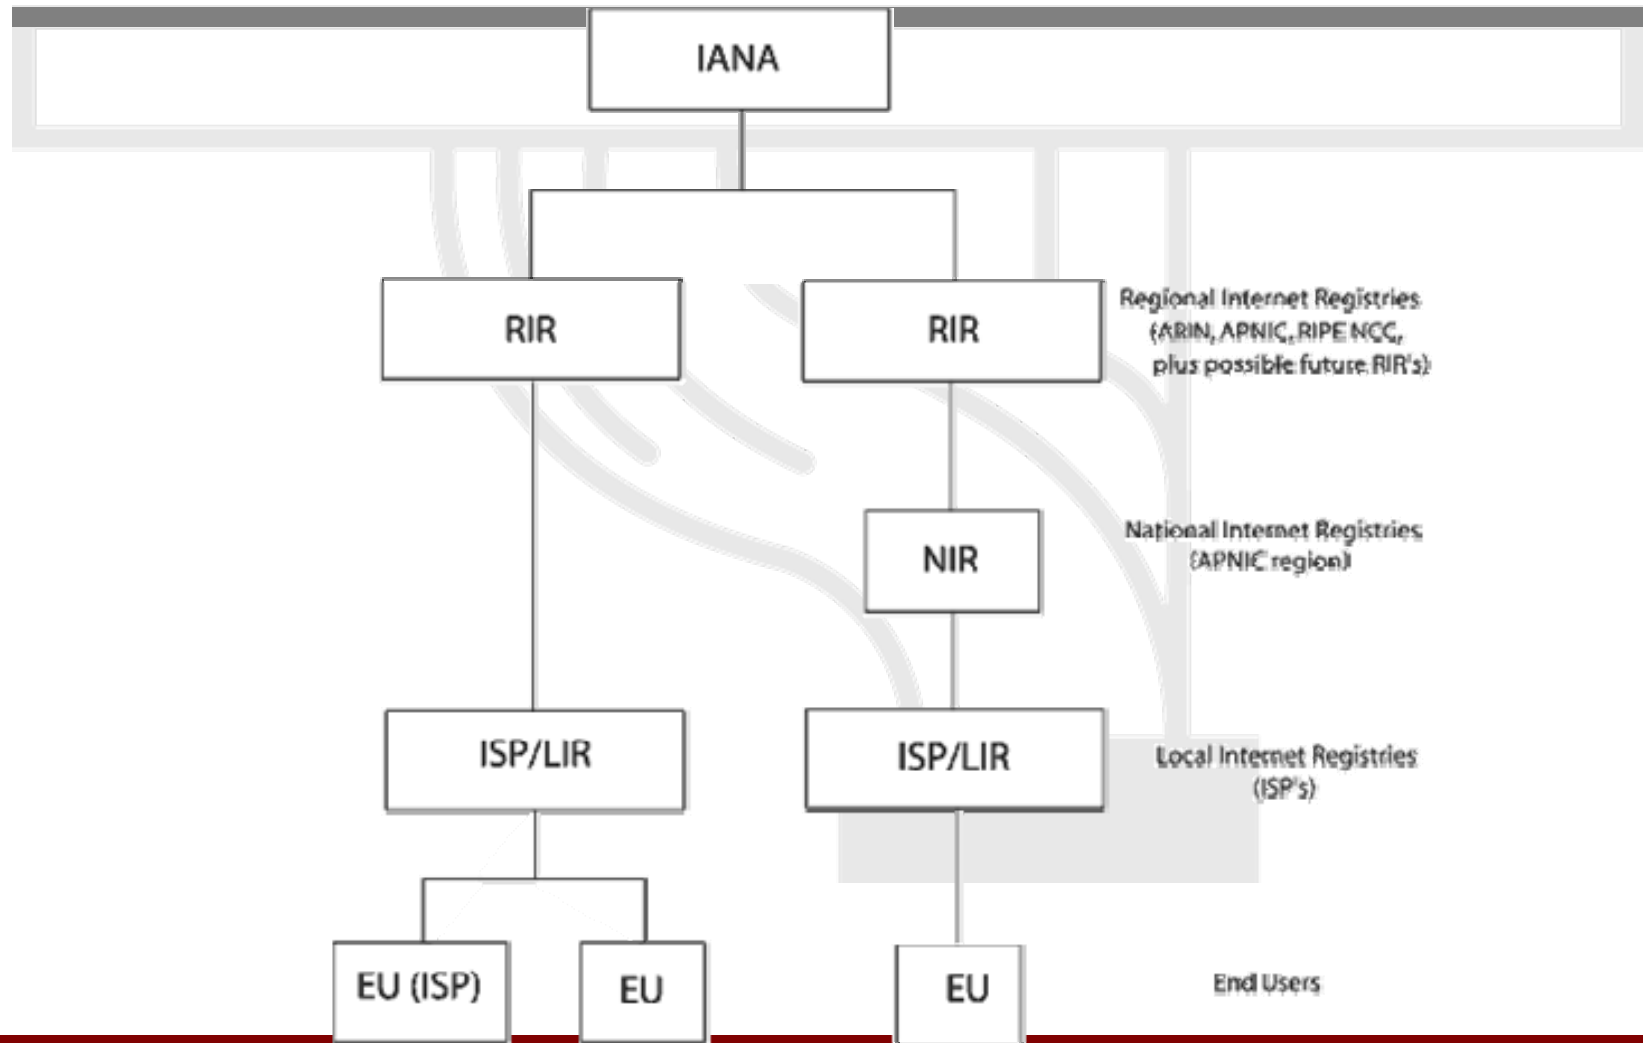 IANA
RIR
RIR
Regional Internet Registries
(ARIN, APNIC, RIPE NCC,
plus possible future RIR's)
NIR
National Internet Registries
(APNIC region)
ISP/LIR
ISP/LIR
Local Internet Registries
(ISP's)
EU (ISP)
EU
EU
End Users